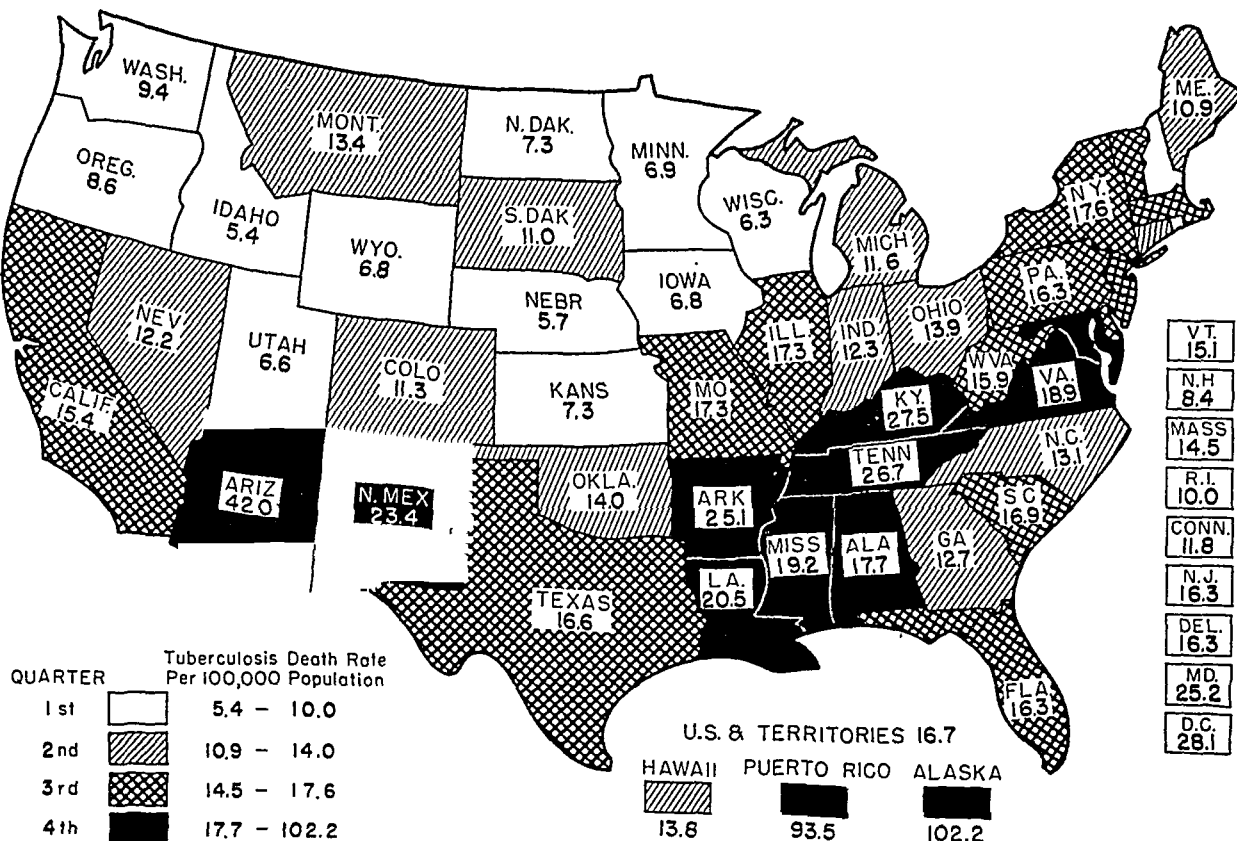 WASH.
9.4
OREG.
8.6
IDAHO
5.4
MONT.
13.4
WYO.
6.8
N.DAK.
7.3
S.DAK
11.0
NEBR
5.7
KANS
7.3
MINN.
6.9
IOWA
6.8
WISC.
6.3
MICH
11.6
ILL.
17.3
IND.
12.3
OHIO
13.9
MO
17.3
ME.
10.9
N.Y.
17.6
PA.
16.3
W.VA
15.9
VA.
18.9
KY.
27.5
TENN
26.7
N.C.
13.1
S C
16.9
GA
12.7
FLA
16.3
ALA
17.7
MISS
19.2
LA.
20.5
ARK
25.1
OKLA.
14.0
TEXAS
16.6
N. MEX
23.4
ARIZ
42.0
COLO
11.3
UTAH
6.6
NEV.
12.2
CALIF.
15.4
VT.
15.1
N.H
8.4
MASS
14.5
R.I.
10.0
CONN.
11.8
N.J.
16.3
DEL.
16.3
MD.
25.2
D.C.
28.1
QUARTER
Tuberculosis Death Rate
Per 100,000 Population
1st 5.4 - 10.0
2nd 10.9 - 14.0
3rd 14.5 - 17.6
4th 17.7 - 102.2
U.S. & TERRITORIES 16.7
HAWAII PUERTO RICO ALASKA
13.8 93.5 102.2